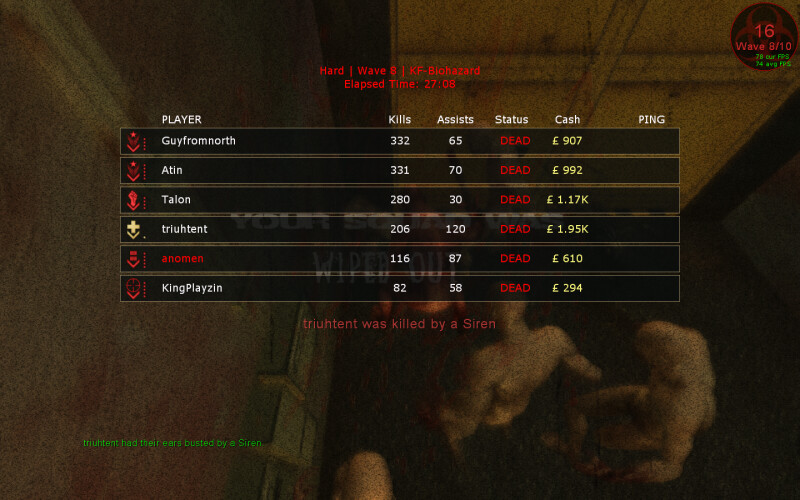 16
Wave 8/10
78 cur FPS
74 avg FPS
Hard | Wave 8 | KF-Biohazard
Elapsed Time: 27:08
PLAYER Kills Assists Status Cash PING
Guyfromnorth 332 65 DEAD £ 907
Atin 331 70 DEAD £ 992
Talon 280 30 DEAD £ 1.17K
YOUR SQUAD WAS
triuhtent 206 120 DEAD £ 1.95K
anomen 116 87 DEAD £ 610
WIPED OUT
KingPlayzin 82 58 DEAD £ 294
triuhtent was killed by a Siren
triuhtent had their ears busted by a Siren.